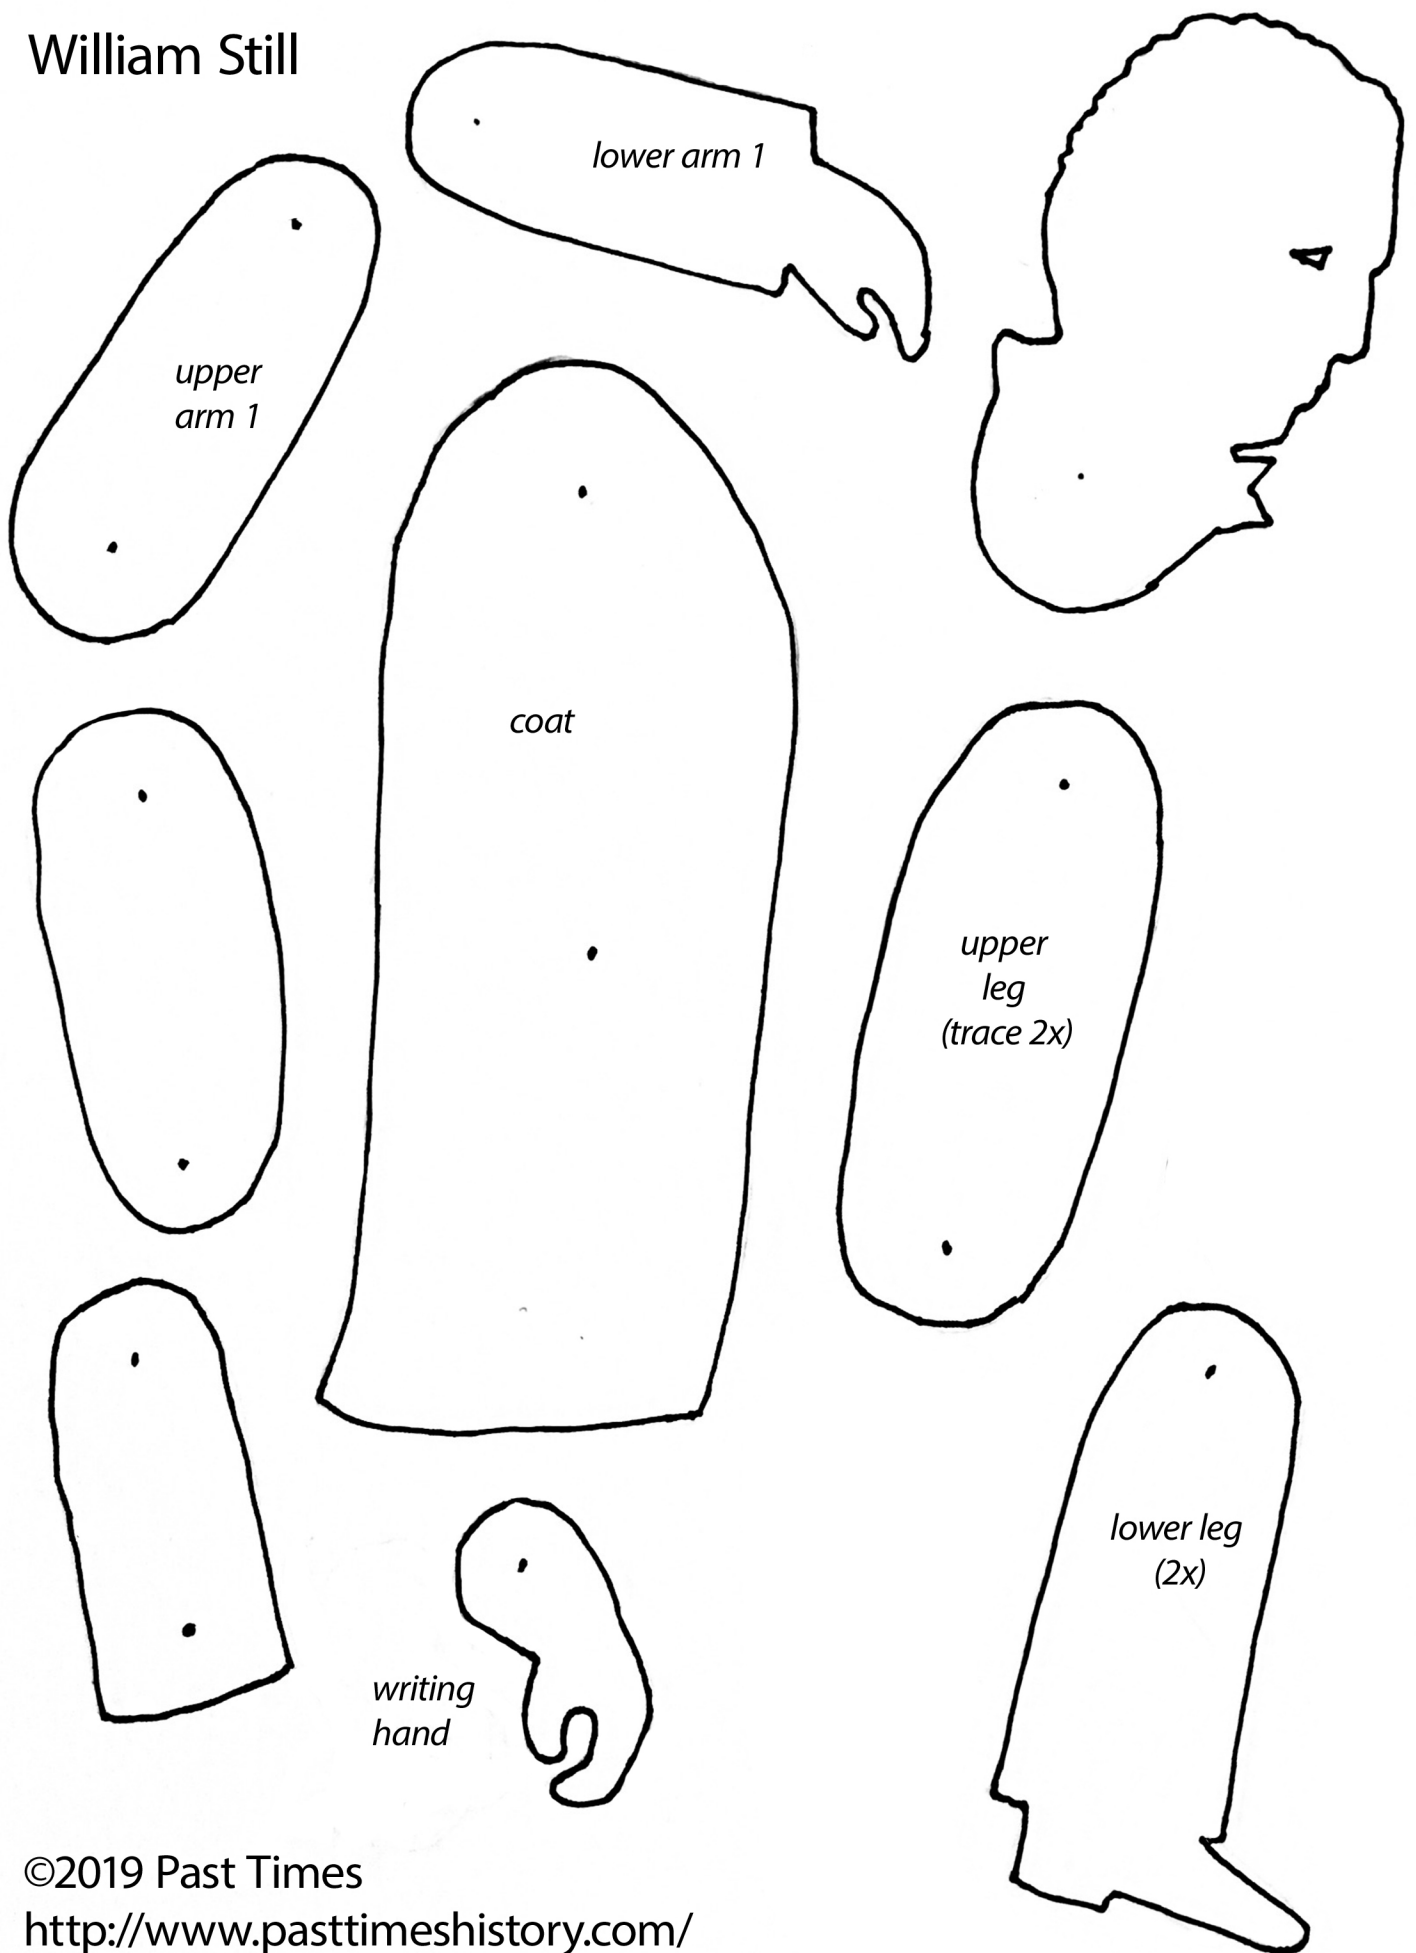 William Still
lower arm 1
upper
arm 1
coat
upper
leg
(trace 2x)
lower leg
(2x)
writing
hand
©2019 Past Times
http://www.pasttimeshistory.com/